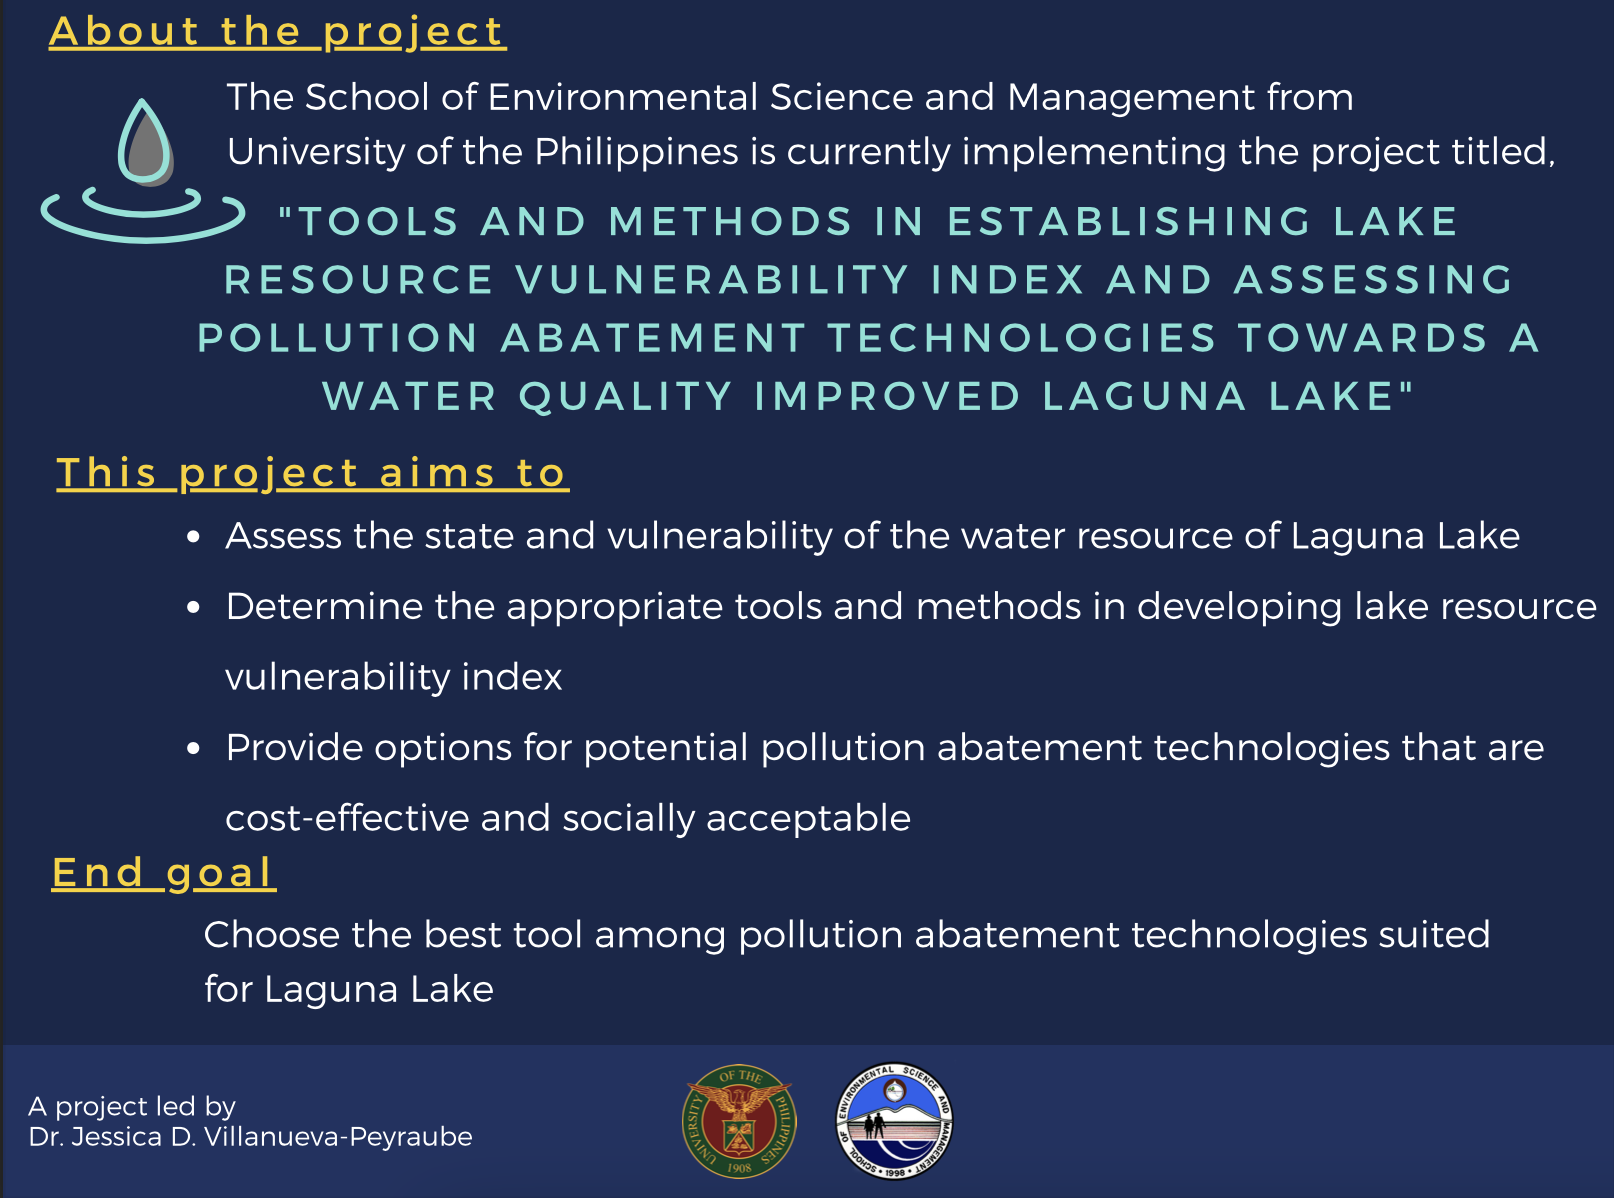 About the project
The School of Environmental Science and Management from
University of the Philippines is currently implementing the project titled,
"TOOLS AND METHODS IN ESTABLISHING LAKE
RESOURCE VULNERABILITY INDEX AND ASSESSING
POLLUTION ABATEMENT TECHNOLOGIES TOWARDS A
WATER QUALITY IMPROVED LAGUNA LAKE"
This project aims to
• Assess the state and vulnerability of the water resource of Laguna Lake
• Determine the appropriate tools and methods in developing lake resource
vulnerability index
• Provide options for potential pollution abatement technologies that are
cost-effective and socially acceptable
End goal
Choose the best tool among pollution abatement technologies suited
for Laguna Lake
A project led by
Dr. Jessica D. Villanueva-Peyraube
UNIVERSITY OF THE PHILIPPINES
1908
SCHOOL OF ENVIRONMENTAL SCIENCE AND MANAGEMENT
• 1998 •